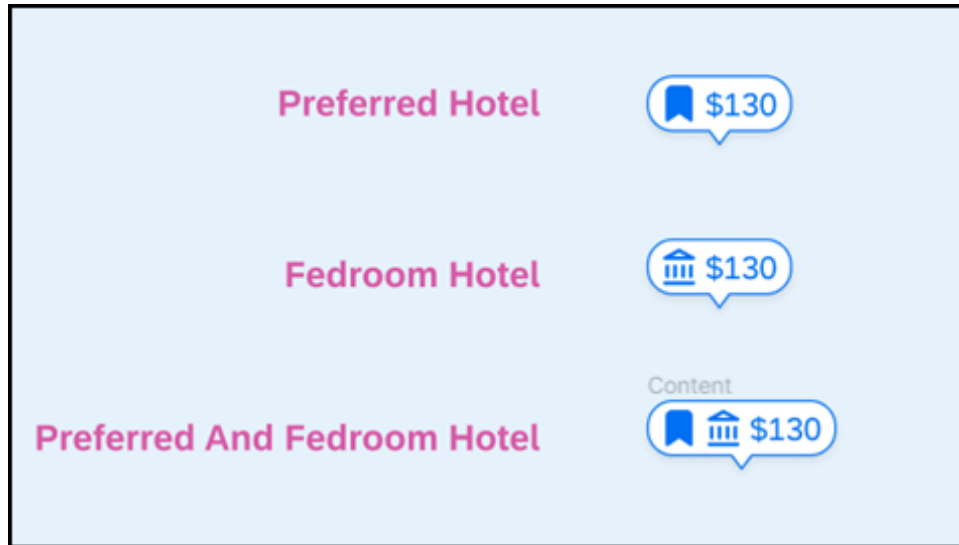 Preferred Hotel
$130
Fedroom Hotel
$130
Content
Preferred And Fedroom Hotel
$130